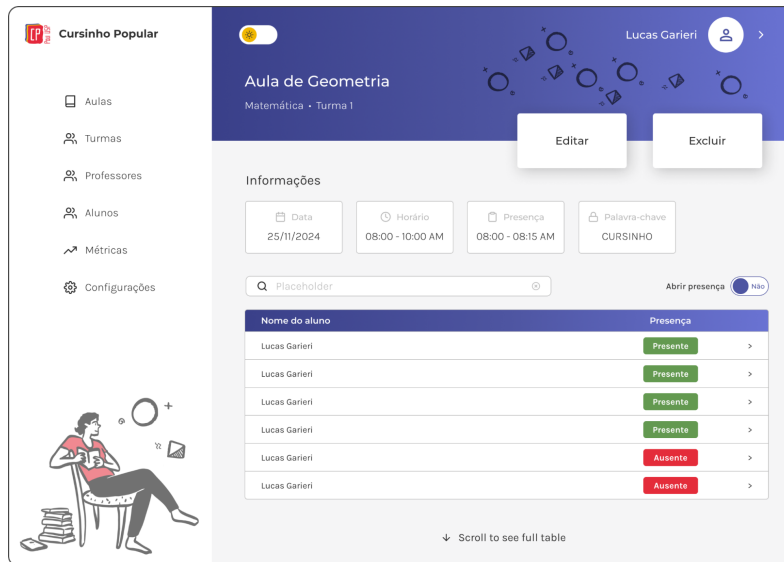 CP
Poli USP
Cursinho Popular
Lucas Garieri
Aulas
Turmas
Professores
Alunos
Métricas
Configurações
Aula de Geometria
Matemática • Turma 1
Editar
Excluir
Informações
Data
25/11/2024
Horário
08:00 - 10:00 AM
Presença
08:00 - 08:15 AM
Palavra-chave
CURSINHO
Placeholder
Abrir presença
Não
Nome do aluno Presença
Lucas Garieri Presente
Lucas Garieri Presente
Lucas Garieri Presente
Lucas Garieri Presente
Lucas Garieri Ausente
Lucas Garieri Ausente
Scroll to see full table